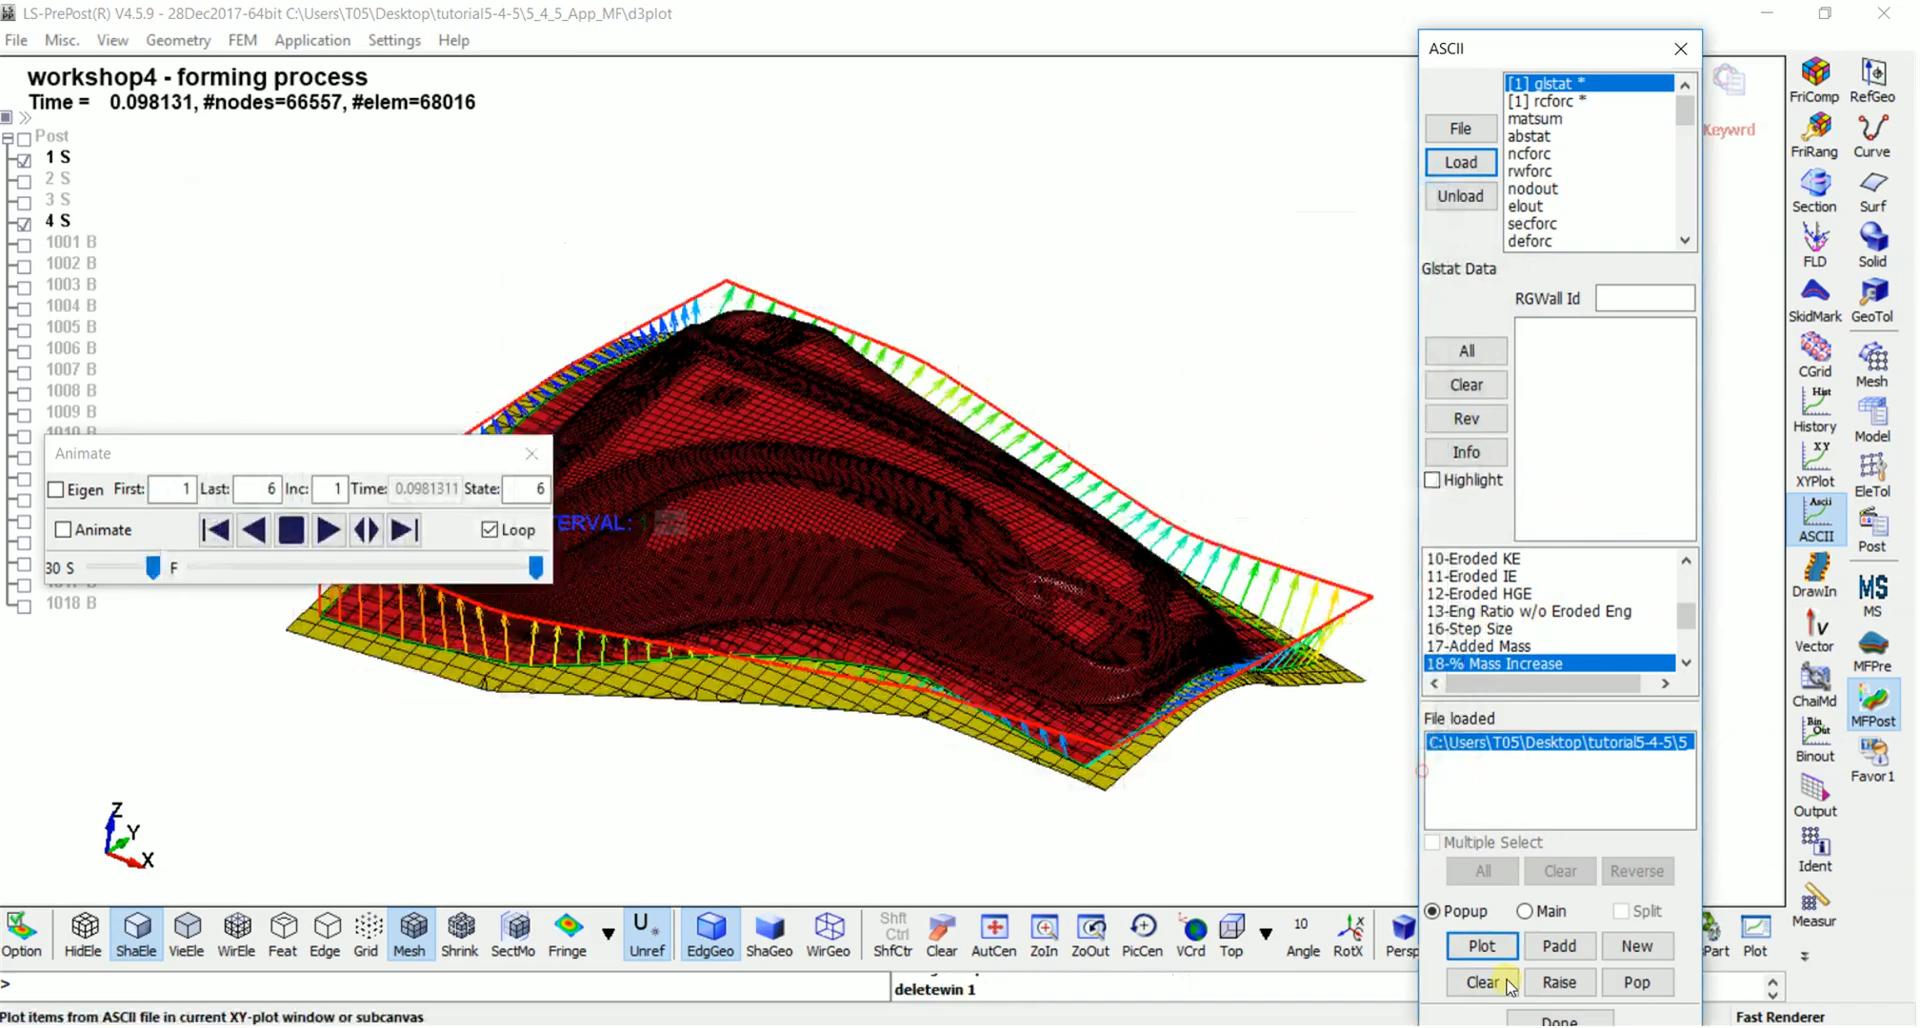 LS-PrePost(R) V4.5.9 - 28Dec2017-64bit C:\Users\T05\Desktop\tutorial5-4-5\5_4_5_App_MF\d3plot
File Misc. View Geometry FEM Application Settings Help
workshop4 - forming process
Time = 0.098131, #nodes=66557, #elem=68016
Post
1 S
2 S
3 S
4 S
1001 B
1002 B
1003 B
1004 B
1005 B
1006 B
1007 B
1008 B
1009 B
1010 B
1018 B
Animate
Eigen First: 1 Last: 6 Inc: 1 Time: 0.0981311 State: 6
Animate Loop
30 S F
TERVAL:
Z
Y
X
ASCII
[1] glstat *
[1] rcforc *
matsum
abstat
ncforc
rwforc
nodout
elout
secforc
deforc
File
Load
Unload
Glstat Data
RGWall Id
All
Clear
Rev
Info
Highlight
10-Eroded KE
11-Eroded IE
12-Eroded HGE
13-Eng Ratio w/o Eroded Eng
16-Step Size
17-Added Mass
18-% Mass Increase
File loaded
C:\Users\T05\Desktop\tutorial5-4-5\5
Multiple Select
All Clear Reverse
Popup Main Split
Plot Padd New
Clear Raise Pop
Done
Keywrd
FriComp RefGeo
FriRang Curve
Section Surf
FLD Solid
SkidMark GeoTol
CGrid Mesh
Hist
History Model
XY
XYPlot EleTol
Ascii
ASCII Post
DrawIn MS
MS
Vector MFPre
ChaiMd MFPost
Bin
Out
Binout Favor1
Output
Ident
Measur
Option HidEle ShaEle VieEle WirEle Feat Edge Grid Mesh Shrink SectMo Fringe U Unref EdgGeo ShaGeo WirGeo Shft Ctrl ShfCtr Clear AutCen ZoIn ZoOut PicCen VCrd Top 10 Angle RotX Persp Part Plot
>
deletewin 1
Plot items from ASCII file in current XY-plot window or subcanvas
Fast Renderer